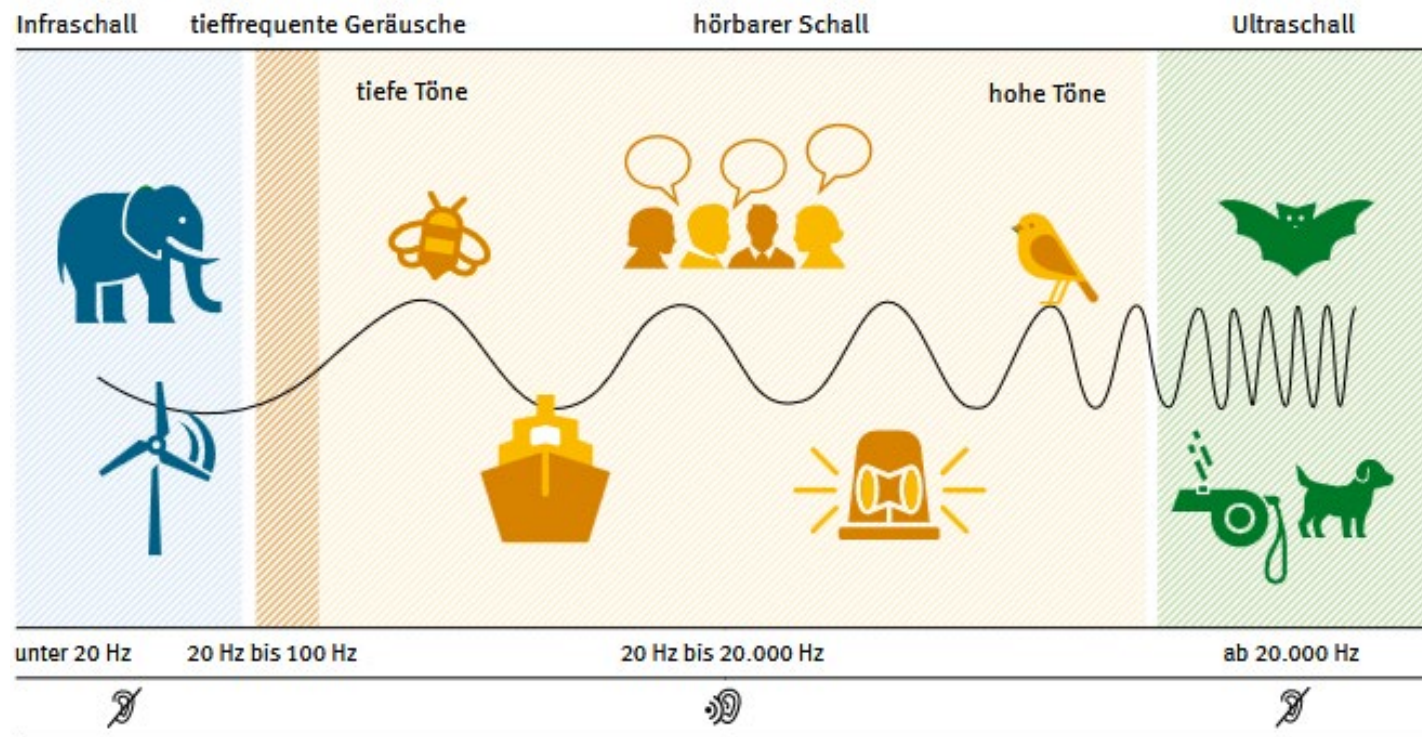 Infraschall tieffrequente Geräusche hörbarer Schall Ultraschall
tiefe Töne hohe Töne
unter 20 Hz 20 Hz bis 100 Hz 20 Hz bis 20.000 Hz ab 20.000 Hz